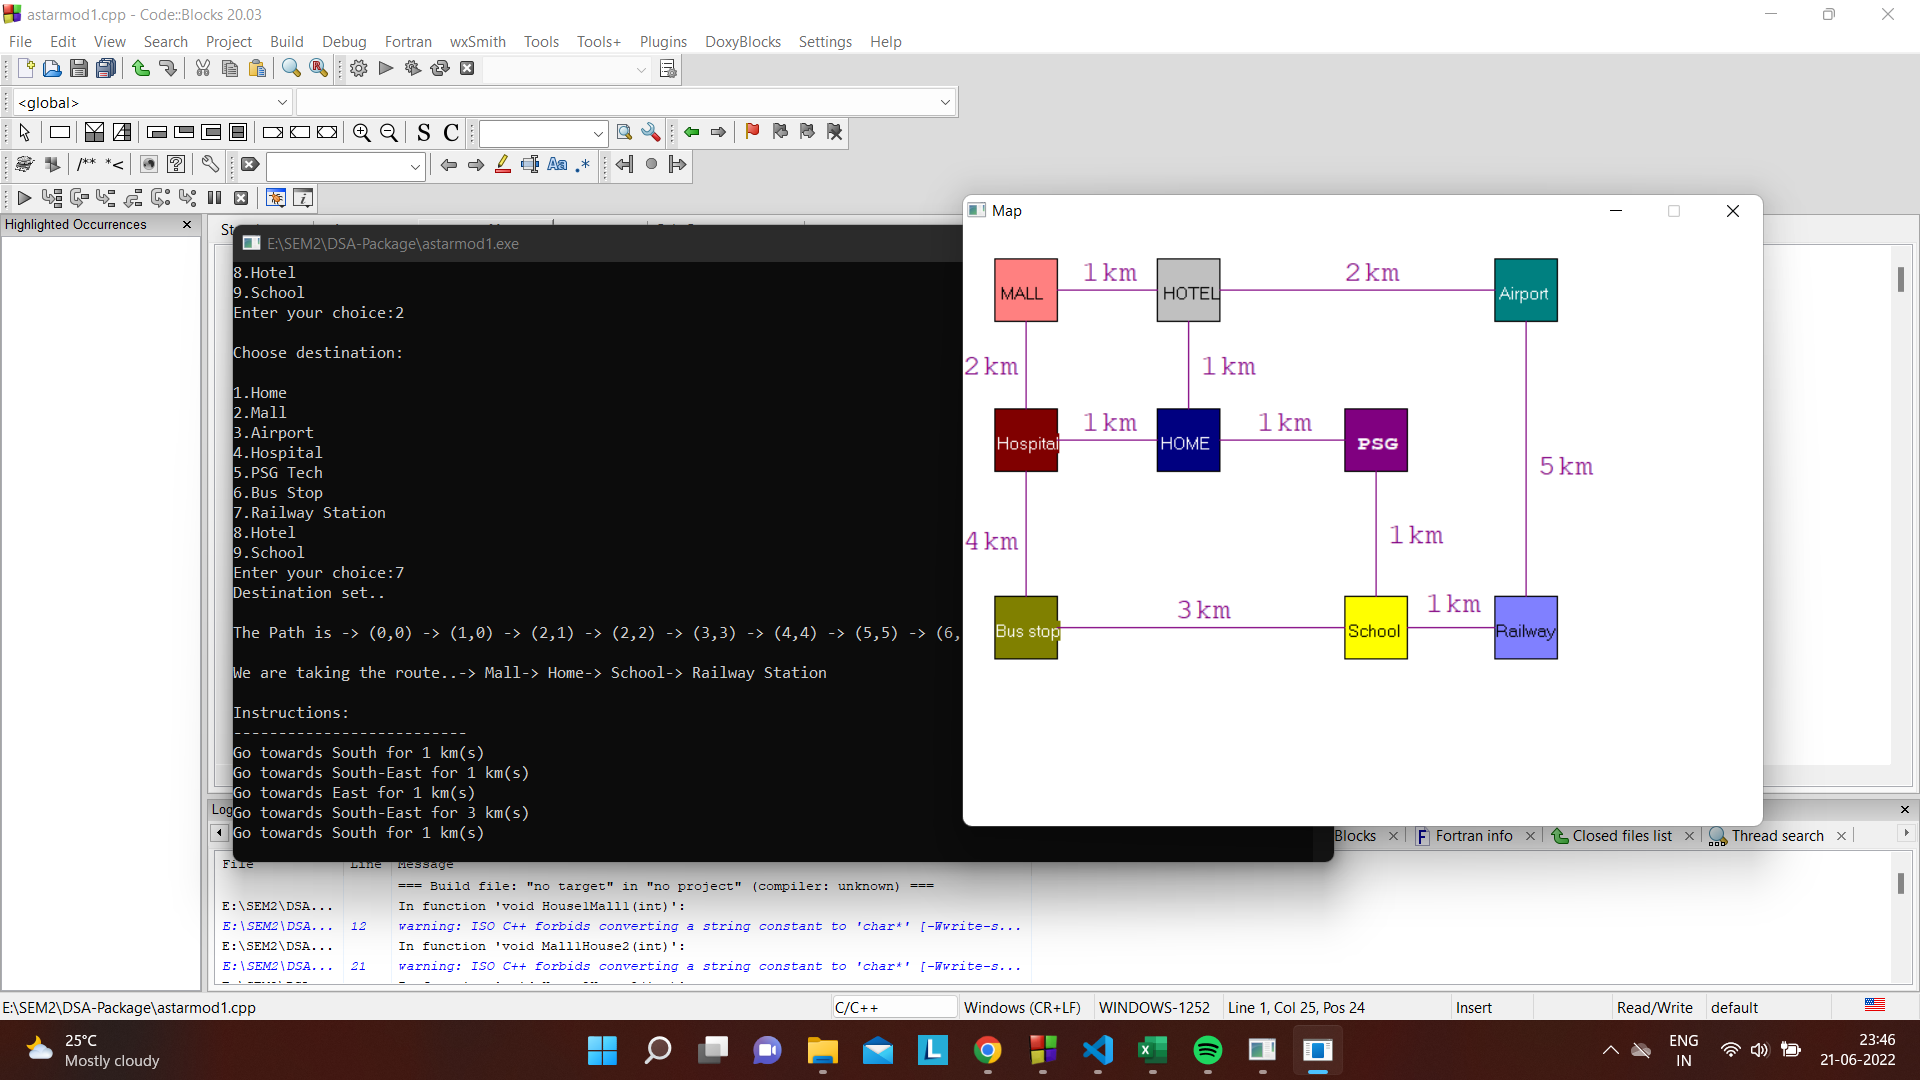 astarmod1.cpp - Code::Blocks 20.03
File Edit View Search Project Build Debug Fortran wxSmith Tools Tools+ Plugins DoxyBlocks Settings Help
<global>
S C
/** *<
Aa .*
Highlighted Occurrences
E:\SEM2\DSA-Package\astarmod1.exe
8.Hotel
9.School
Enter your choice:2
Choose destination:
1.Home
2.Mall
3.Airport
4.Hospital
5.PSG Tech
6.Bus Stop
7.Railway Station
8.Hotel
9.School
Enter your choice:7
Destination set..
The Path is -> (0,0) -> (1,0) -> (2,1) -> (2,2) -> (3,3) -> (4,4) -> (5,5) -> (6,
We are taking the route..-> Mall-> Home-> School-> Railway Station
Instructions:
--------------------------
Go towards South for 1 km(s)
Go towards South-East for 1 km(s)
Go towards East for 1 km(s)
Go towards South-East for 3 km(s)
Go towards South for 1 km(s)
Map
MALL 1 km HOTEL 2 km Airport
2 km 1 km
Hospital 1 km HOME 1 km PSG
5 km
4 km 1 km
Bus stop 3 km School 1 km Railway
Blocks Fortran info Closed files list Thread search
File Line Message
=== Build file: "no target" in "no project" (compiler: unknown) ===
E:\SEM2\DSA... In function 'void House1Mall1(int)':
E:\SEM2\DSA... 12 warning: ISO C++ forbids converting a string constant to 'char*' [-Wwrite-s...
E:\SEM2\DSA... In function 'void Mall1House2(int)':
E:\SEM2\DSA... 21 warning: ISO C++ forbids converting a string constant to 'char*' [-Wwrite-s...
E:\SEM2\DSA-Package\astarmod1.cpp C/C++ Windows (CR+LF) WINDOWS-1252 Line 1, Col 25, Pos 24 Insert Read/Write default
25°C
Mostly cloudy
ENG
IN
23:46
21-06-2022